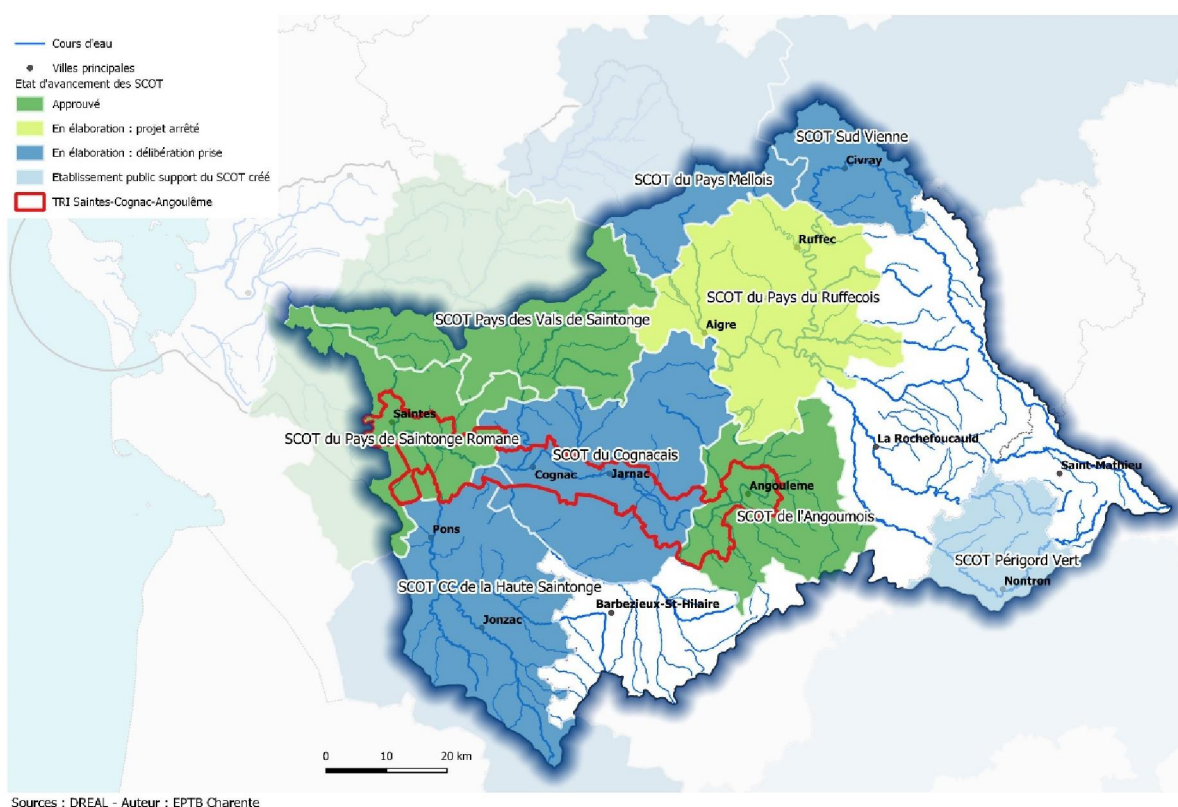 Cours d'eau
Villes principales
Etat d'avancement des SCOT
Approuvé
En élaboration : projet arrêté
En élaboration : délibération prise
Etablissement public support du SCOT créé
TRI Saintes-Cognac-Angoulême
SCOT Sud Vienne
Civray
SCOT du Pays Mellois
Ruffec
SCOT du Pays du Ruffecois
SCOT Pays des Vals de Saintonge
Aigre
Saintes
SCOT du Pays de Saintonge Romane
La Rochefoucauld
SCOT du Cognacais
Cognac
Jarnac
Saint-Mathieu
Angouleme
SCOT de l'Angoumois
Pons
SCOT Périgord Vert
SCOT CC de la Haute Saintonge
Nontron
Barbezieux-St-Hilaire
Jonzac
0 10 20 km
Sources : DREAL - Auteur : EPTB Charente